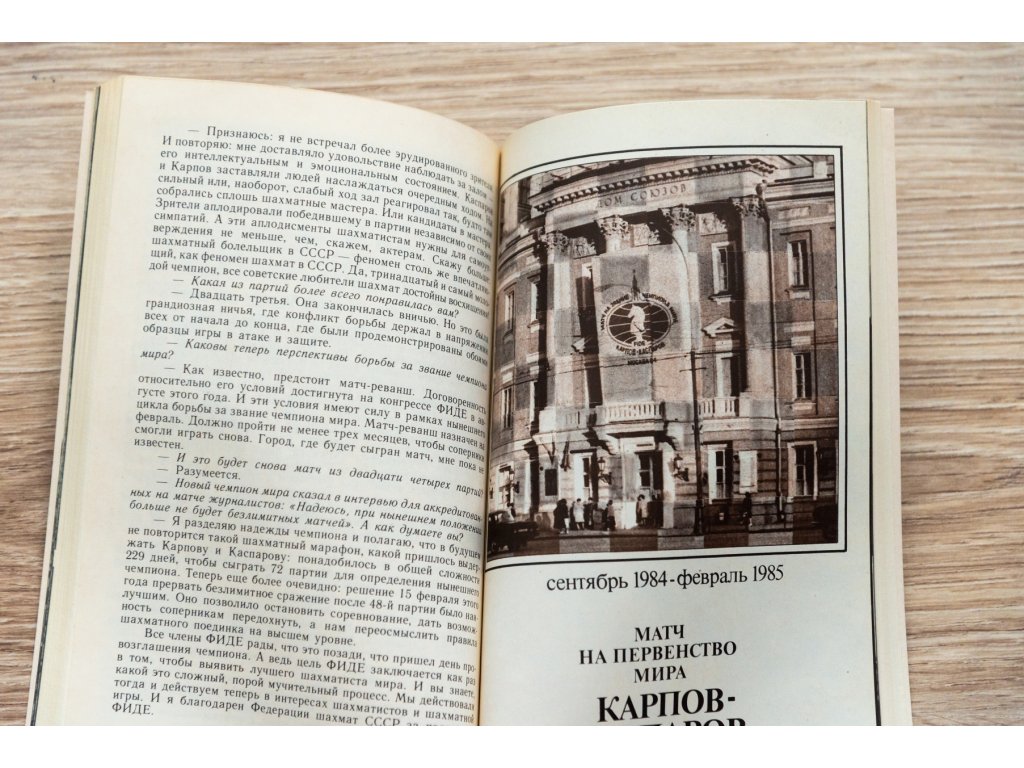 — Признаюсь: я не встречал более эрудированного зрителя.
И повторяю: мне доставляло удовольствие наблюдать за залом, за
его интеллектуальным и эмоциональным состоянием. Каспаров
и Карпов заставляли людей наслаждаться очередным ходом. На
сильный или, наоборот, слабый ход зал реагировал так, будто там
собрались сплошь шахматные мастера. Или кандидаты в мастера.
Зрители аплодировали победившему в партии независимо от своих
симпатий. А эти аплодисменты шахматистам нужны для самоут-
верждения не меньше, чем, скажем, актерам. Скажу больше:
шахматный болельщик в СССР — феномен столь же впечатляю-
щий, как феномен шахмат в СССР. Да, тринадцатый и самый моло-
дой чемпион, все советские любители шахмат достойны восхищения.
— Какая из партий более всего понравилась вам?
— Двадцать третья. Она закончилась вничью. Но это была
грандиозная ничья, где конфликт борьбы держал в напряжении
всех от начала до конца, где были продемонстрированы обоими
образцы игры в атаке и защите.
— Каковы теперь перспективы борьбы за звание чемпиона
мира?
— Как известно, предстоит матч-реванш. Договоренность
относительно его условий достигнута на конгрессе ФИДЕ в ав-
густе этого года. И эти условия имеют силу в рамках нынешнего
цикла борьбы за звание чемпиона мира. Матч-реванш назначен на
февраль. Должно пройти не менее трех месяцев, чтобы соперники
смогли играть снова. Город, где будет сыгран матч, мне пока не
известен.
— И это будет снова матч из двадцати четырех партий?
— Разумеется.
— Новый чемпион мира сказал в интервью для аккредитован-
ных на матче журналистов: «Надеюсь, при нынешнем положении
больше не будет безлимитных матчей». А как думаете вы?
— Я разделяю надежды чемпиона и полагаю, что в будущем
не повторится такой шахматный марафон, какой пришлось выдер-
жать Карпову и Каспарову: понадобилось в общей сложности
229 дней, чтобы сыграть 72 партии для определения нынешнего
чемпиона. Теперь еще более очевидно: решение 15 февраля этого
года прервать безлимитное сражение после 48-й партии было наи-
лучшим. Оно позволило остановить соревнование, дать возмож-
ность соперникам передохнуть, а нам переосмыслить правила
шахматного поединка на высшем уровне.
Все члены ФИДЕ рады, что это позади, что пришел день про-
возглашения чемпиона. А ведь цель ФИДЕ заключается как раз
в том, чтобы выявить лучшего шахматиста мира. И вы знаете,
какой это сложный, порой мучительный процесс. Мы действовали
тогда и действуем теперь в интересах шахматистов и шахматной
игры. И я благодарен Федерации шахмат СССР за
ФИДЕ.
ДОМ СОЮЗОВ
FIDE
КАРПОВ-КАСПАРОВ
МОСКВА-84
сентябрь 1984 - февраль 1985
МАТЧ
НА ПЕРВЕНСТВО
МИРА
КАРПОВ-